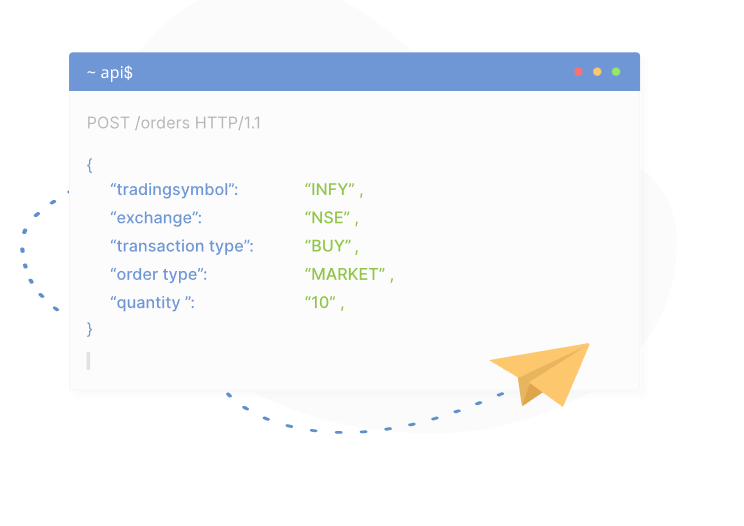 ~ api$
POST /orders HTTP/1.1
{
“tradingsymbol”: “INFY” ,
“exchange”: “NSE” ,
“transaction type”: “BUY” ,
“order type”: “MARKET” ,
“quantity ”: “10” ,
}